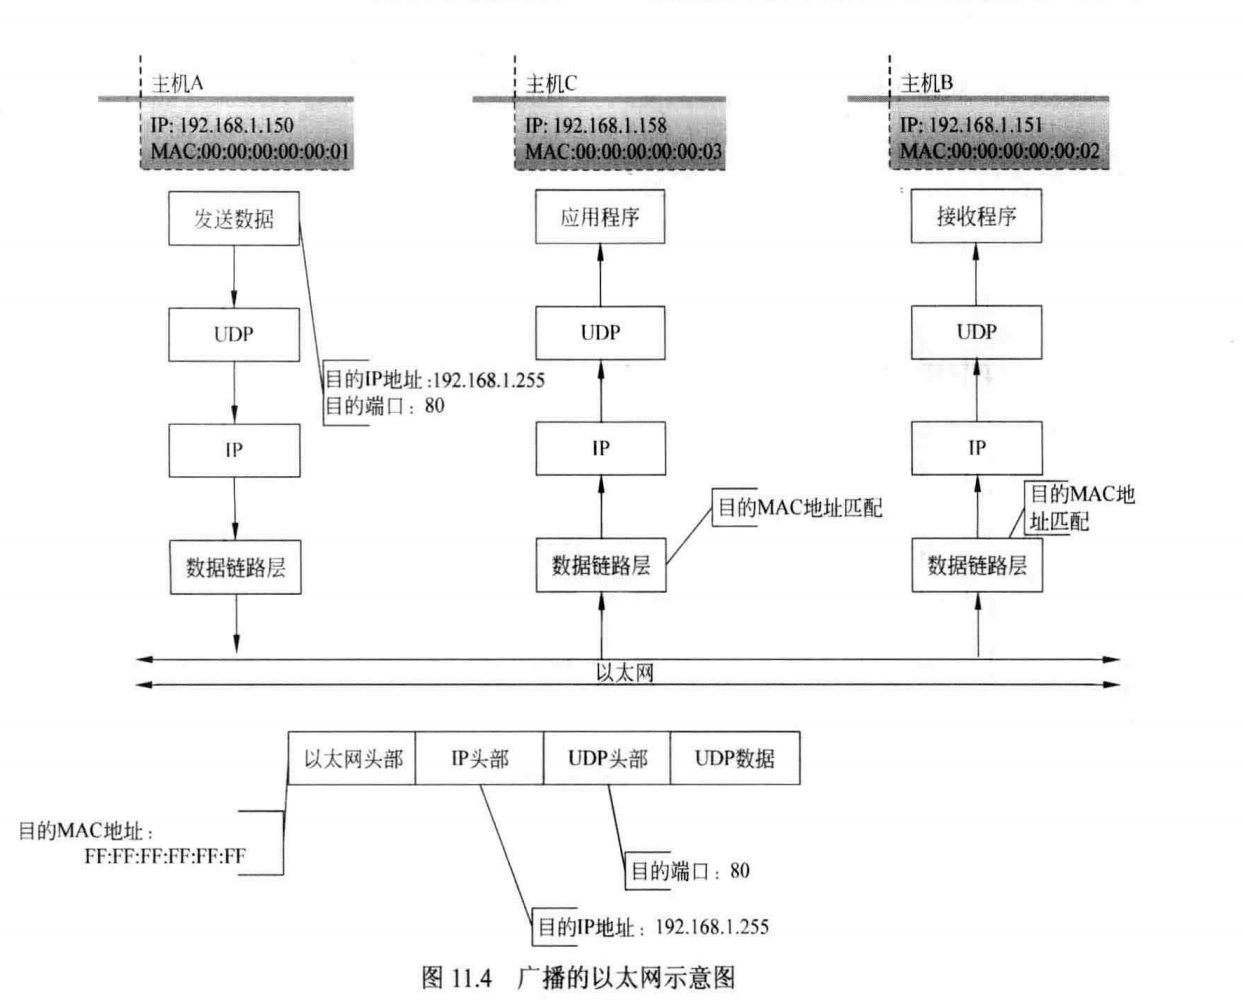 主机A
IP: 192.168.1.150
MAC:00:00:00:00:00:01
主机C
IP: 192.168.1.158
MAC:00:00:00:00:00:03
主机B
IP: 192.168.1.151
MAC:00:00:00:00:00:02
发送数据
应用程序
接收程序
UDP
UDP
UDP
目的IP地址:192.168.1.255
目的端口: 80
IP
IP
IP
目的MAC地址匹配
目的MAC地
址匹配
数据链路层
数据链路层
数据链路层
以太网
以太网头部
IP头部
UDP头部
UDP数据
目的MAC地址:
FF:FF:FF:FF:FF:FF
目的端口: 80
目的IP地址: 192.168.1.255
图 11.4 广播的以太网示意图